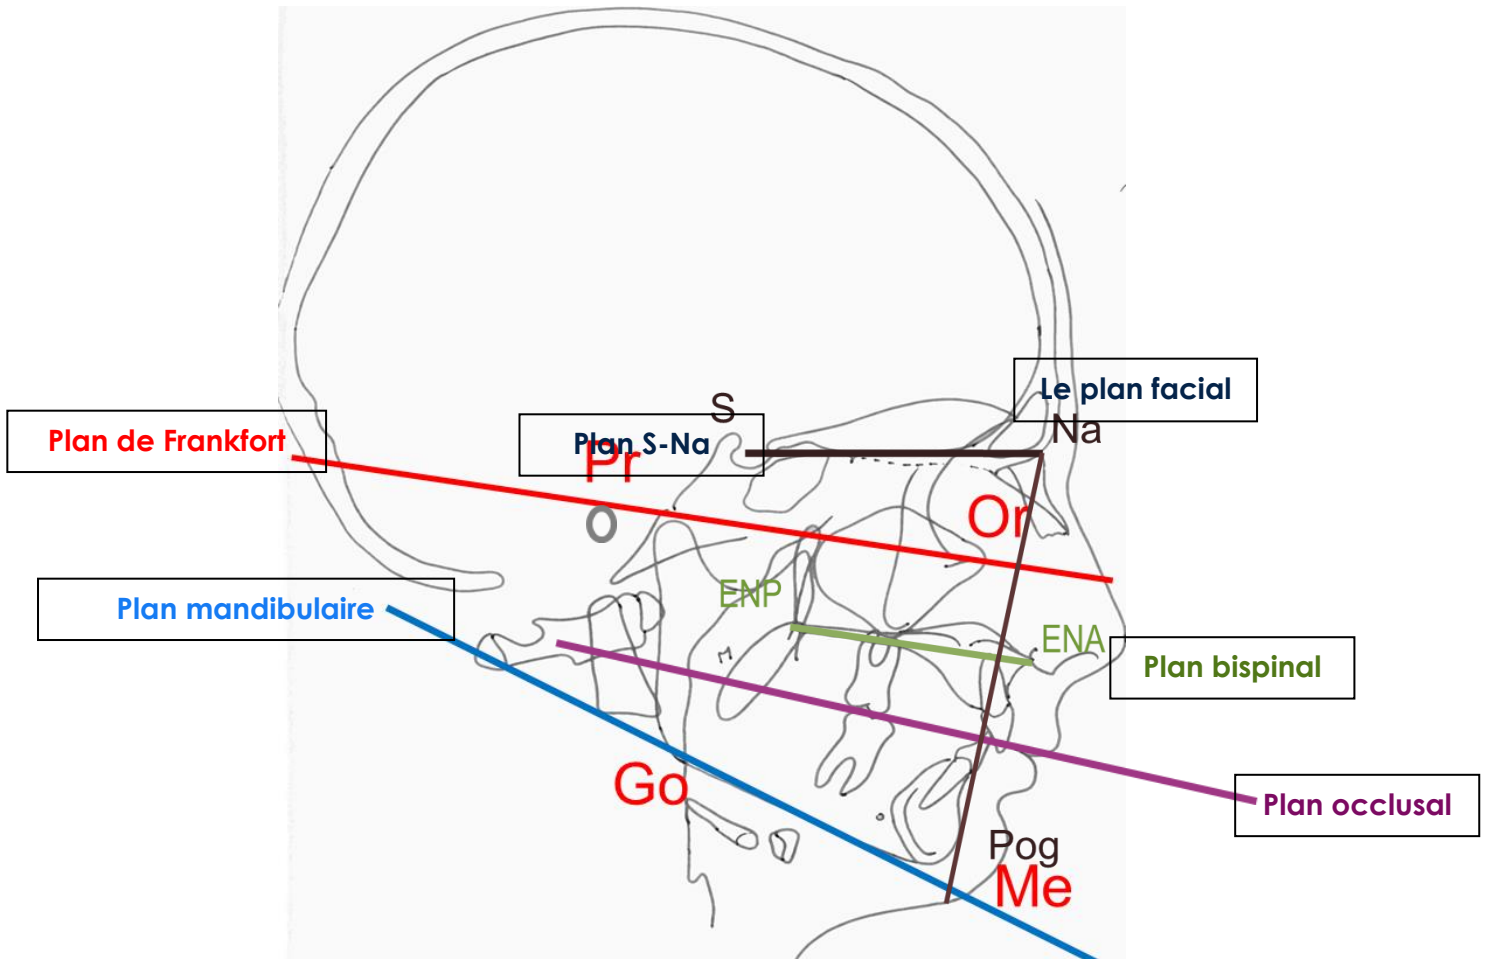 Le plan facial
S
Na
Plan de Frankfort
Plan S-Na
Pr
Or
ENP
Plan mandibulaire
ENA
Plan bispinal
Go
Plan occlusal
Pog
Me